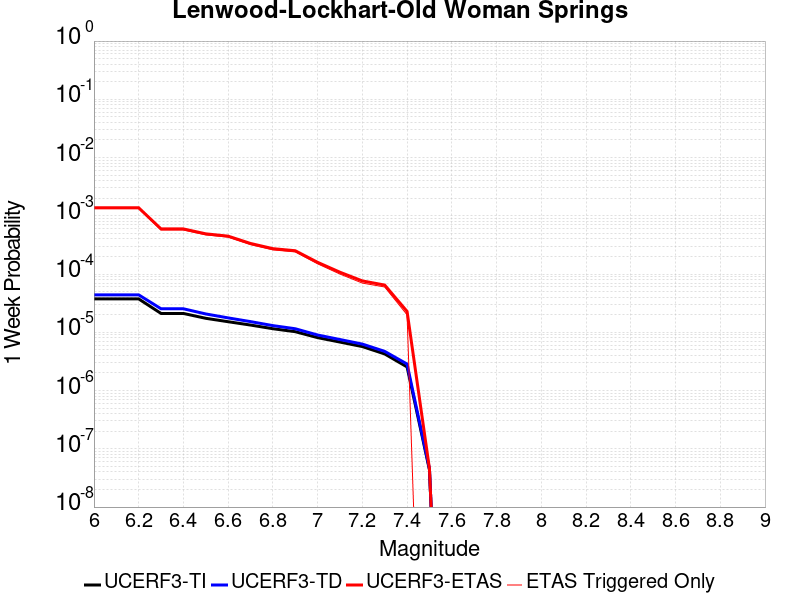 Lenwood-Lockhart-Old Woman Springs
10^0
10^-1
10^-2
10^-3
10^-4
10^-5
10^-6
10^-7
10^-8
1 Week Probability
6 6.2 6.4 6.6 6.8 7 7.2 7.4 7.6 7.8 8 8.2 8.4 8.6 8.8 9
Magnitude
UCERF3-TI UCERF3-TD UCERF3-ETAS ETAS Triggered Only